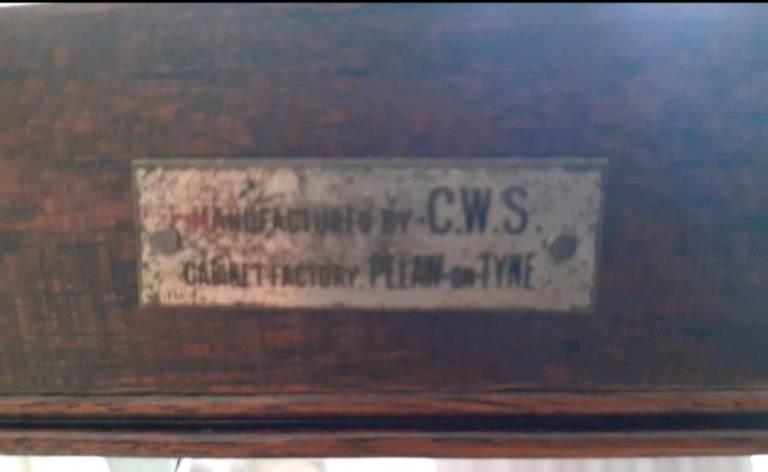 MANUFACTURED BY C.W.S.
CABINET FACTORY. PELAW-ON-TYNE